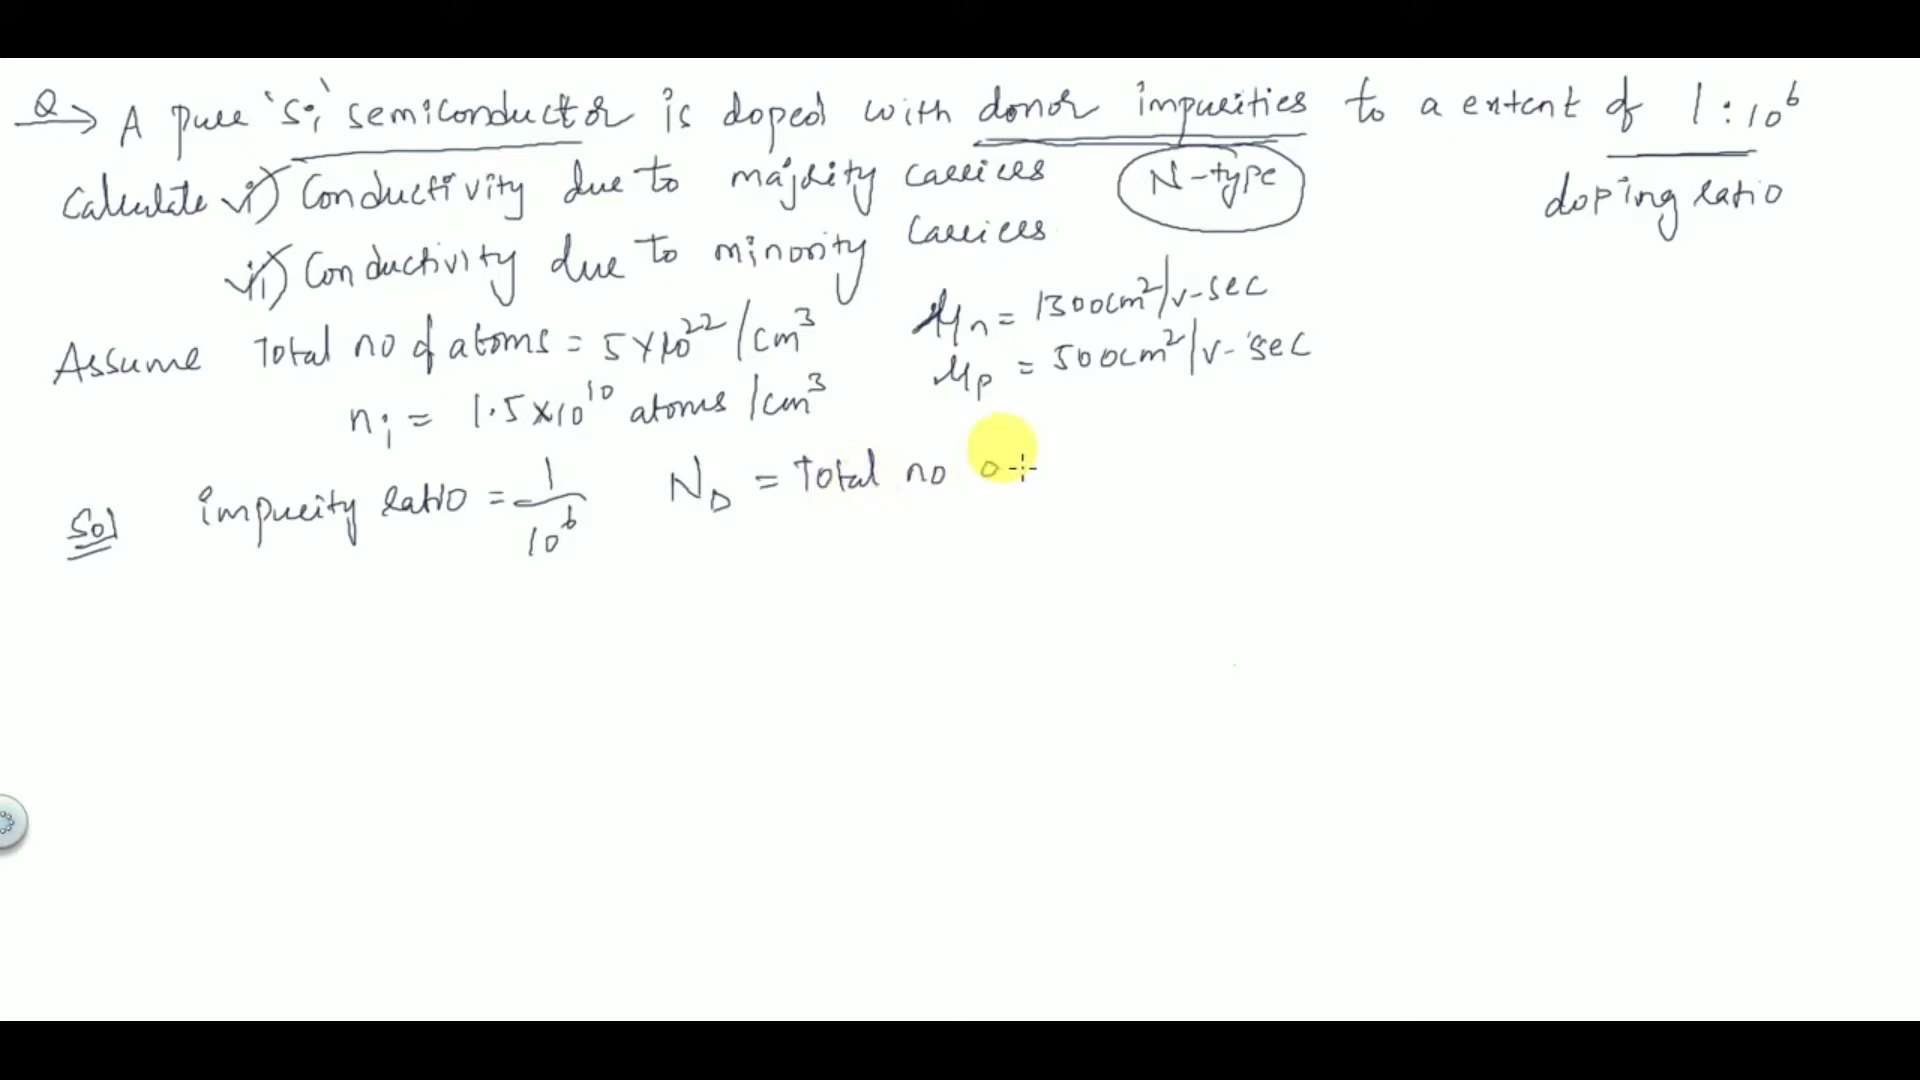 Q→ A pure 'Si' semiconductor is doped with donor impurities to a extent of 1 : 10⁶
doping ratio
Calculate i) Conductivity due to majority carriers
N-type
ii) Conductivity due to minority carriers
Assume Total no of atoms = 5×10²² /cm³
μn = 1300cm²/v-sec
μp = 500cm²/v-sec
ni = 1.5×10¹⁰ atoms /cm³
Sol impurity ratio = 1/10⁶ N_D = Total no o